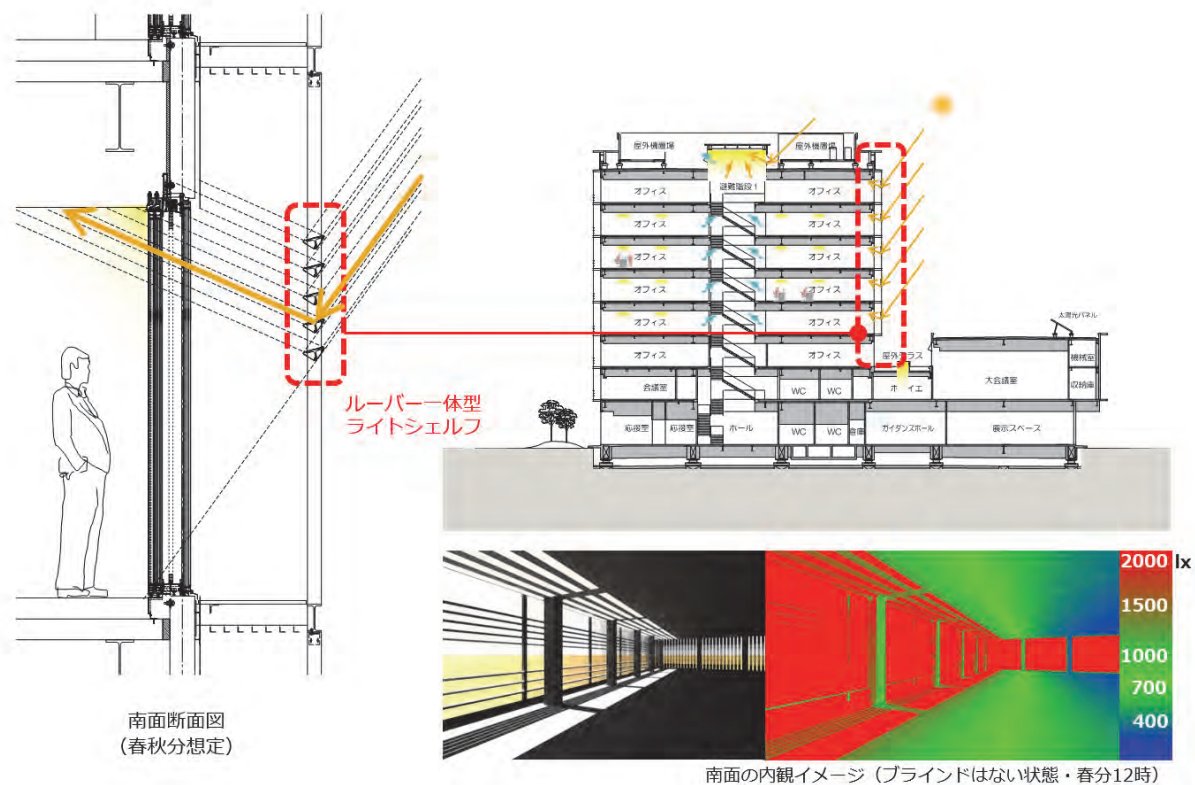 南面断面図
(春秋分想定)
ルーバー一体型
ライトシェルフ
屋外機置場
屋外機置場
避難階段1
オフィス
オフィス
オフィス
オフィス
オフィス
オフィス
オフィス
オフィス
オフィス
オフィス
オフィス
オフィス
太陽光パネル
屋外テラス
機械室
会議室
WC
WC
ホワイエ
大会議室
収納庫
応接室
応接室
ホール
WC
WC
倉庫
ガイダンスホール
展示スペース
2000 lx
1500
1000
700
400
南面の内観イメージ(ブラインドはない状態・春分12時)